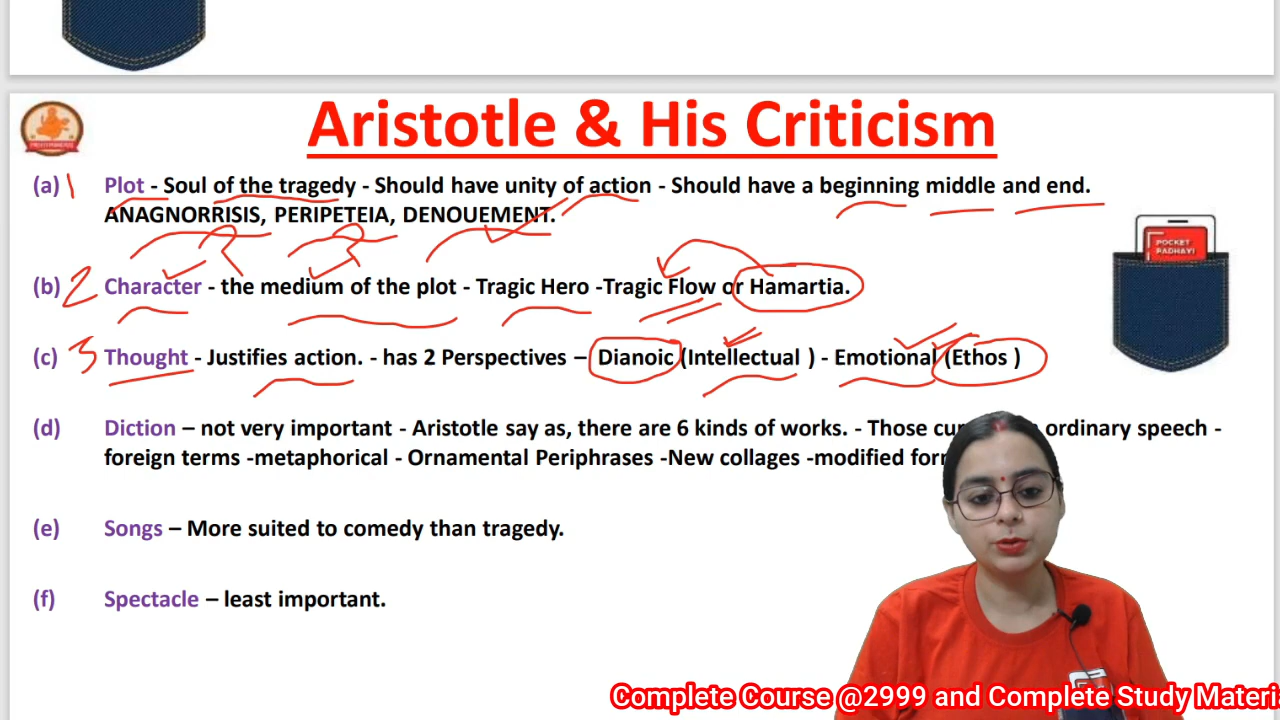 Aristotle & His Criticism
(a) 1 Plot - Soul of the tragedy - Should have unity of action - Should have a beginning middle and end.
ANAGNORRISIS, PERIPETEIA, DENOUEMENT.
(b) 2 Character - the medium of the plot - Tragic Hero -Tragic Flow or Hamartia.
(c) 3 Thought - Justifies action. - has 2 Perspectives – Dianoic (Intellectual ) - Emotional (Ethos )
(d) Diction – not very important - Aristotle say as, there are 6 kinds of works. - Those ordinary speech -
foreign terms -metaphorical - Ornamental Periphrases -New collages -modified
(e) Songs – More suited to comedy than tragedy.
(f) Spectacle – least important.
POCKET
PADHAYI
Complete Course @2999 and Complete Study Materi